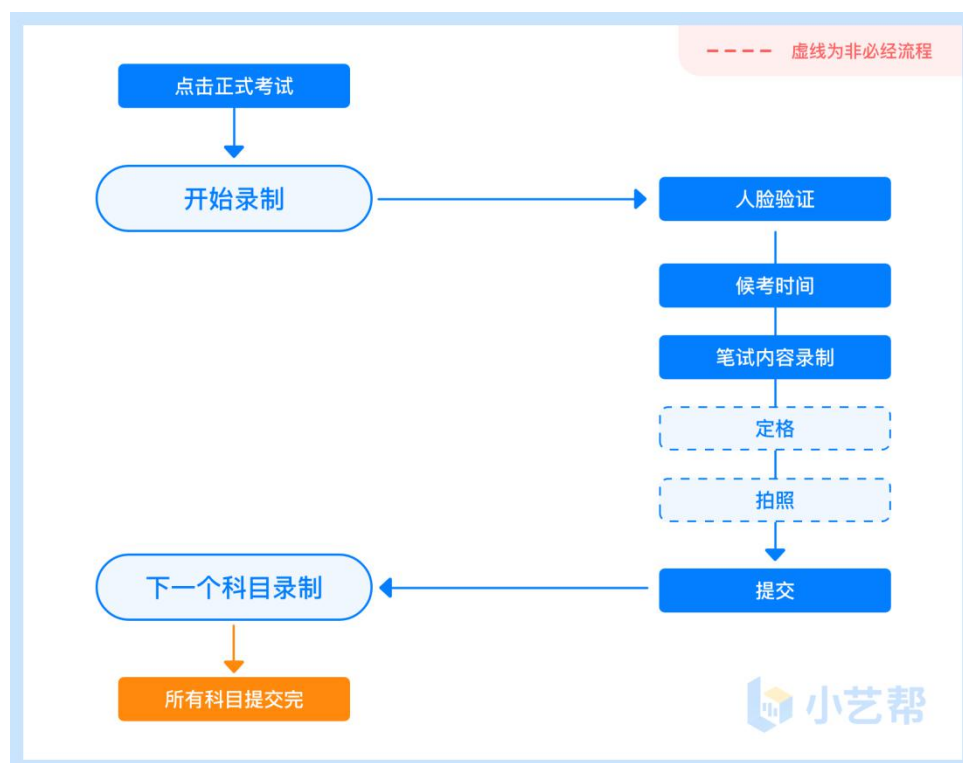 虚线为非必经流程
点击正式考试
开始录制
人脸验证
候考时间
笔试内容录制
定格
拍照
提交
下一个科目录制
所有科目提交完
小艺帮